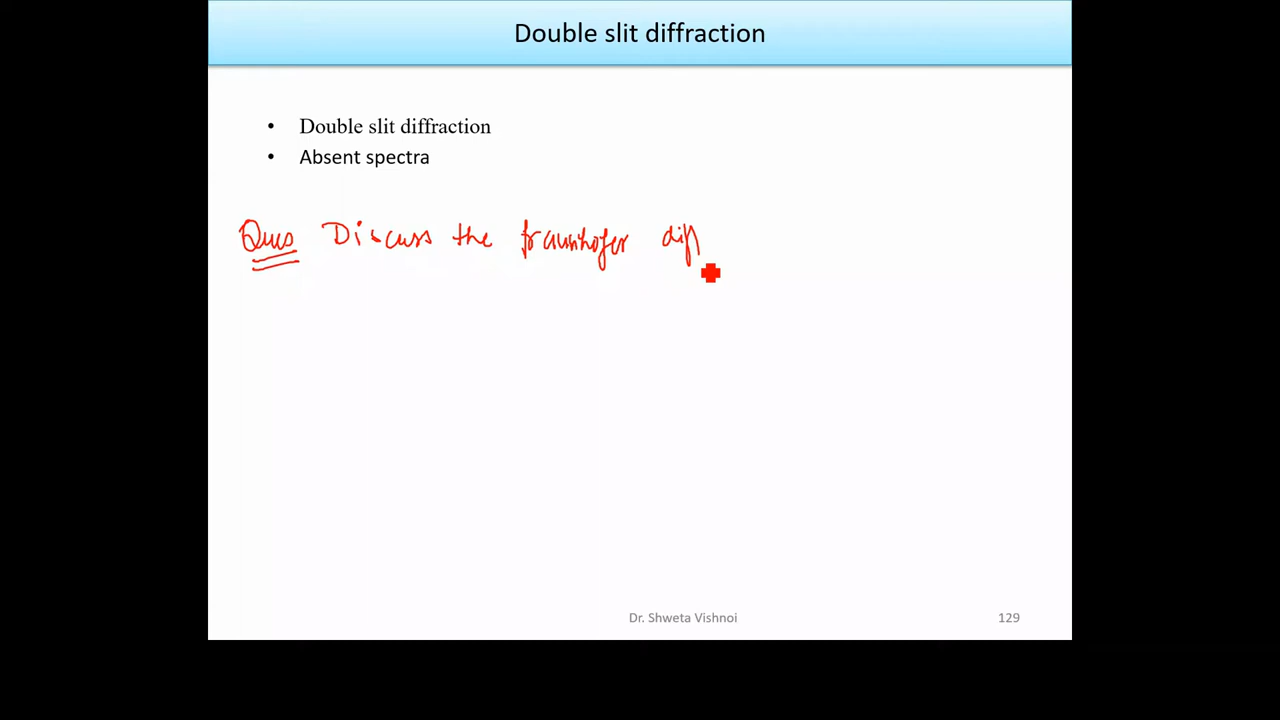 Double slit diffraction
• Double slit diffraction
• Absent spectra
Ques Discuss the fraunhofer diff
Dr. Shweta Vishnoi
129